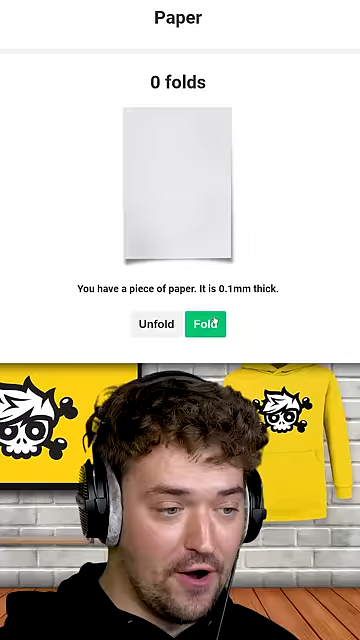 Paper
0 folds
You have a piece of paper. It is 0.1mm thick.
Unfold
Fold